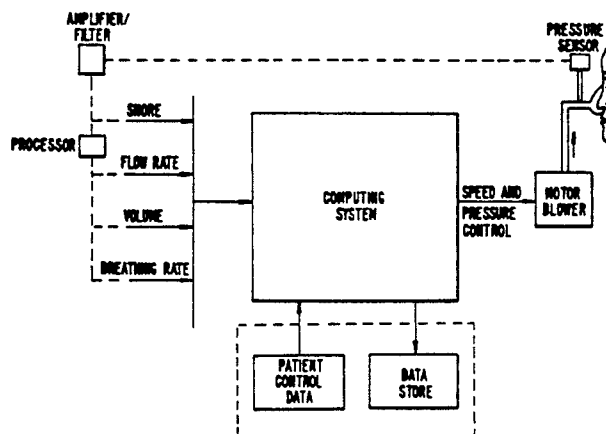 AMPLIFIER/
FILTER
PRESSURE
SENSOR
SNORE
PROCESSOR
FLOW RATE
VOLUME
BREATHING RATE
COMPUTING
SYSTEM
SPEED AND
PRESSURE
CONTROL
MOTOR
BLOWER
PATIENT
CONTROL
DATA
DATA
STORE